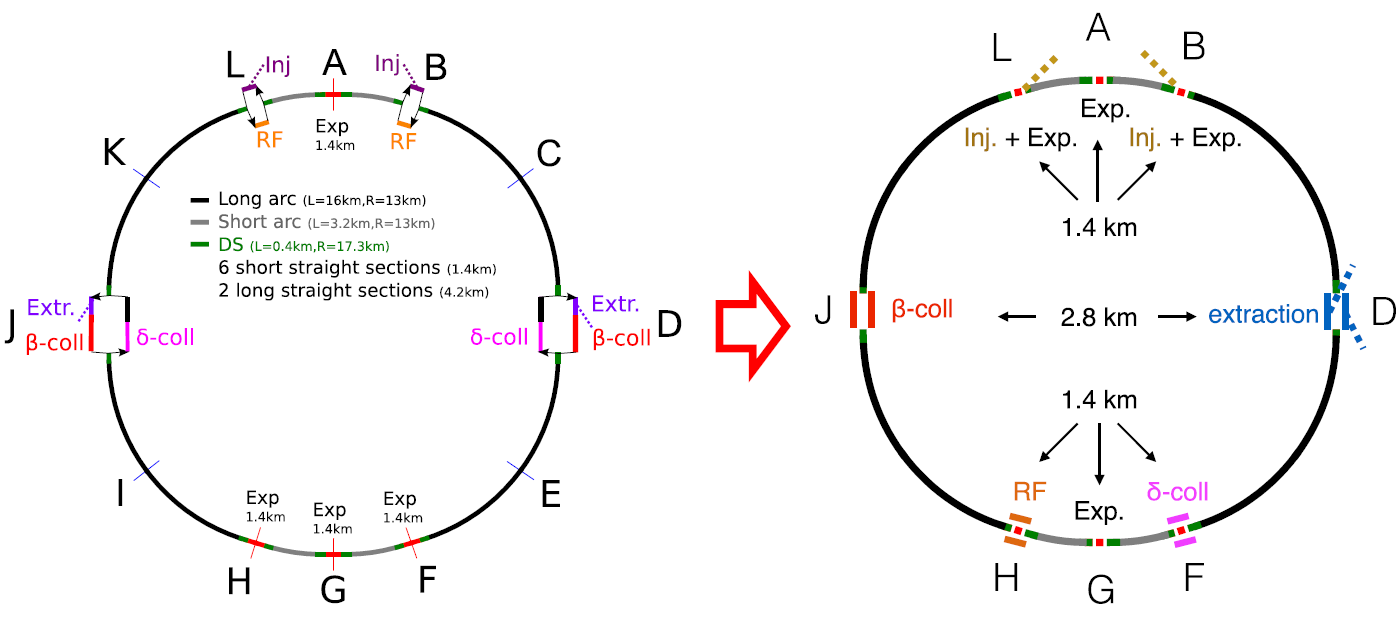 L
Inj
A
Inj
B
RF
Exp
1.4km
RF
K
C
Long arc (L=16km,R=13km)
Short arc (L=3.2km,R=13km)
DS (L=0.4km,R=17.3km)
6 short straight sections (1.4km)
2 long straight sections (4.2km)
J
Extr.
β-coll
δ-coll
δ-coll
Extr.
β-coll
D
I
E
Exp
1.4km
Exp
1.4km
Exp
1.4km
H
G
F
L
A
B
Exp.
Inj. + Exp.
Inj. + Exp.
1.4 km
J
β-coll
2.8 km
extraction
D
1.4 km
RF
Exp.
δ-coll
H
G
F